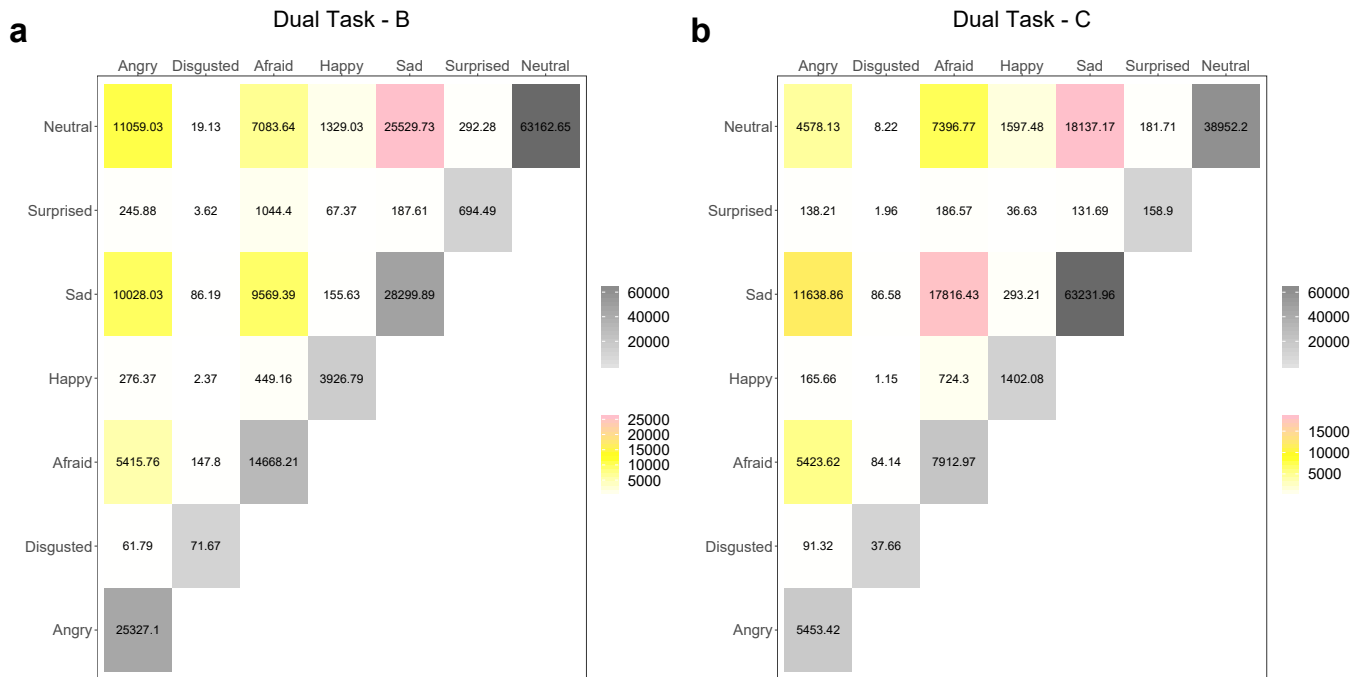 a
Dual Task - B
Angry Disgusted Afraid Happy Sad Surprised Neutral
Neutral 11059.03 19.13 7083.64 1329.03 25529.73 292.28 63162.65
Surprised 245.88 3.62 1044.4 67.37 187.61 694.49
Sad 10028.03 86.19 9569.39 155.63 28299.89
Happy 276.37 2.37 449.16 3926.79
Afraid 5415.76 147.8 14668.21
Disgusted 61.79 71.67
Angry 25327.1
60000
40000
20000
25000
20000
15000
10000
5000
b
Dual Task - C
Angry Disgusted Afraid Happy Sad Surprised Neutral
Neutral 4578.13 8.22 7396.77 1597.48 18137.17 181.71 38952.2
Surprised 138.21 1.96 186.57 36.63 131.69 158.9
Sad 11638.86 86.58 17816.43 293.21 63231.96
Happy 165.66 1.15 724.3 1402.08
Afraid 5423.62 84.14 7912.97
Disgusted 91.32 37.66
Angry 5453.42
60000
40000
20000
15000
10000
5000